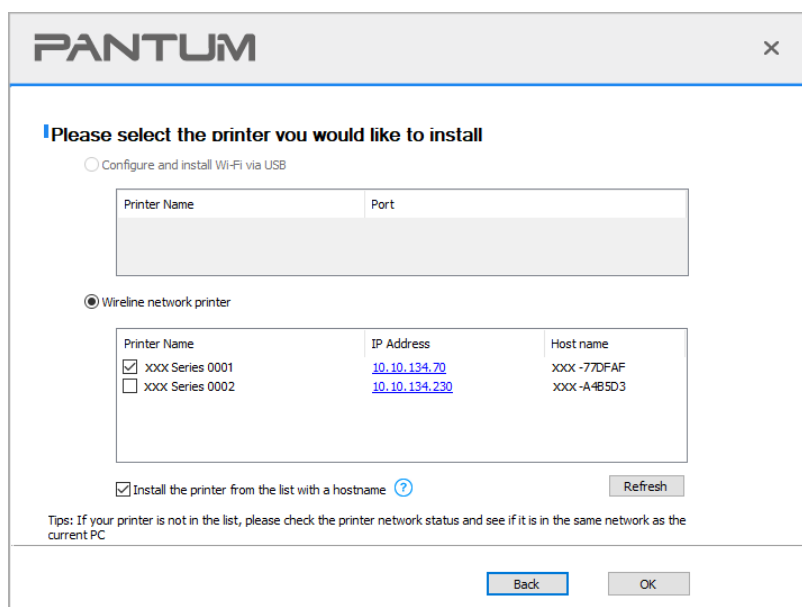 PANTUM
Please select the printer you would like to install
Configure and install Wi-Fi via USB
Printer Name Port
Wireline network printer
Printer Name IP Address Host name
XXX Series 0001 10.10.134.70 XXX -77DFAF
XXX Series 0002 10.10.134.230 XXX -A4B5D3
Install the printer from the list with a hostname ? Refresh
Tips: If your printer is not in the list, please check the printer network status and see if it is in the same network as the
current PC
Back OK